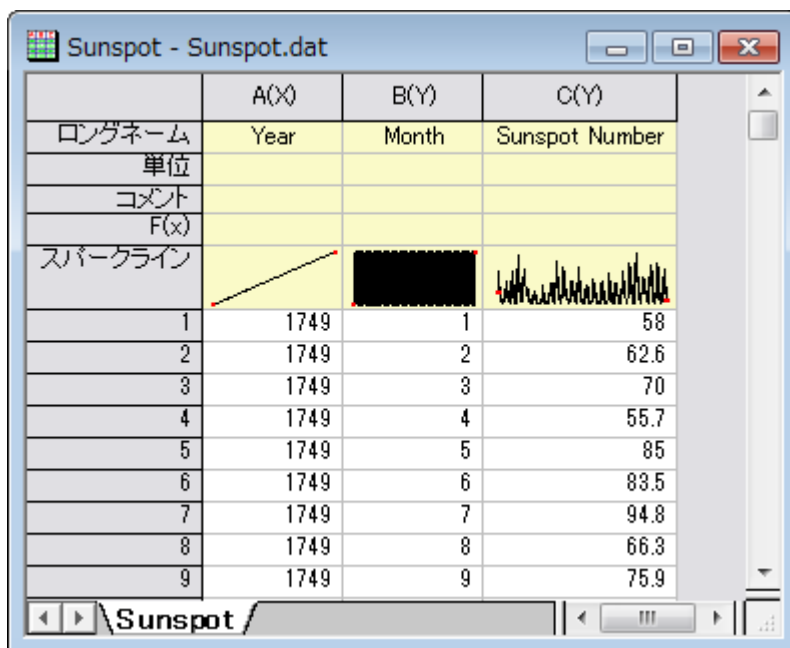 Sunspot - Sunspot.dat
A(X) B(Y) C(Y)
ロングネーム Year Month Sunspot Number
単位
コメント
F(x)
スパークライン
1 1749 1 58
2 1749 2 62.6
3 1749 3 70
4 1749 4 55.7
5 1749 5 85
6 1749 6 83.5
7 1749 7 94.8
8 1749 8 66.3
9 1749 9 75.9
Sunspot